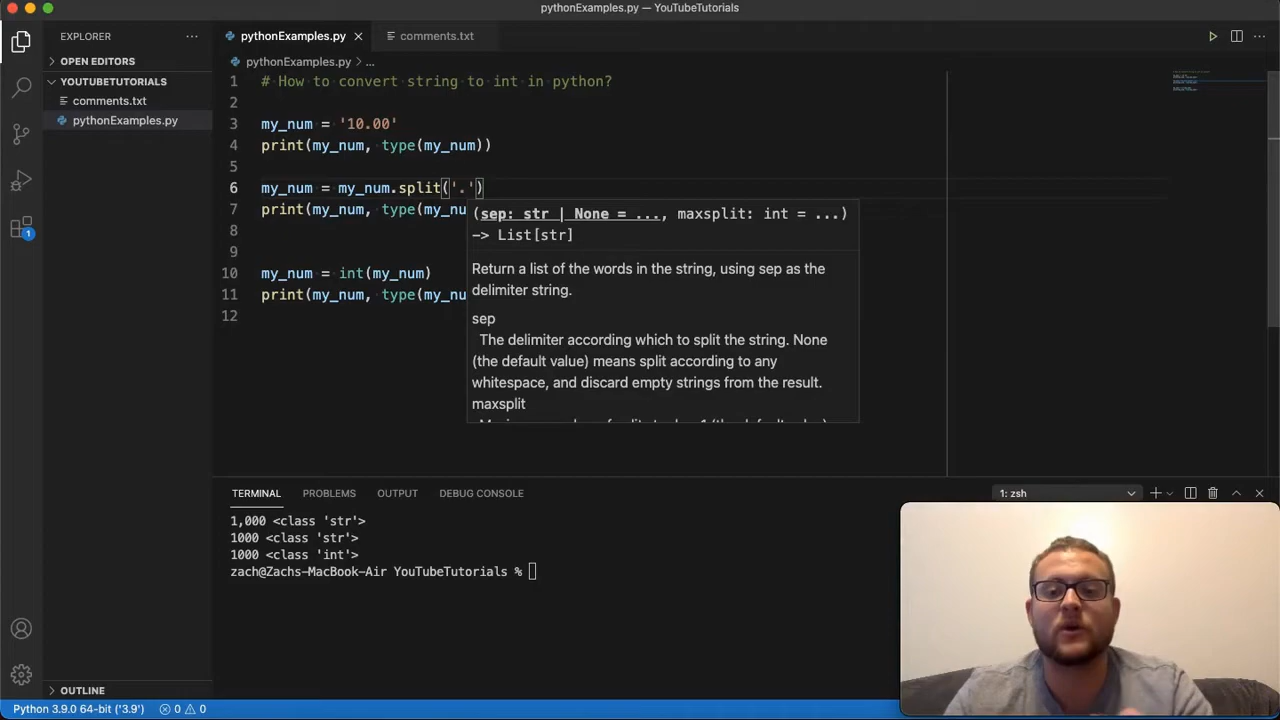 pythonExamples.py — YouTubeTutorials
EXPLORER
OPEN EDITORS
YOUTUBETUTORIALS
comments.txt
pythonExamples.py
OUTLINE
1
pythonExamples.py
comments.txt
pythonExamples.py > ...
1 # How to convert string to int in python?
2
3 my_num = '10.00'
4 print(my_num, type(my_num))
5
6 my_num = my_num.split('.')
7 print(my_num, type(my_nu
8
9
10 my_num = int(my_num)
11 print(my_num, type(my_nu
12
(sep: str | None = ..., maxsplit: int = ...)
-> List[str]
Return a list of the words in the string, using sep as the
delimiter string.
sep
The delimiter according which to split the string. None
(the default value) means split according to any
whitespace, and discard empty strings from the result.
maxsplit
TERMINAL PROBLEMS OUTPUT DEBUG CONSOLE
1: zsh
1,000 <class 'str'>
1000 <class 'str'>
1000 <class 'int'>
zach@Zachs-MacBook-Air YouTubeTutorials %
Python 3.9.0 64-bit ('3.9') 0 0